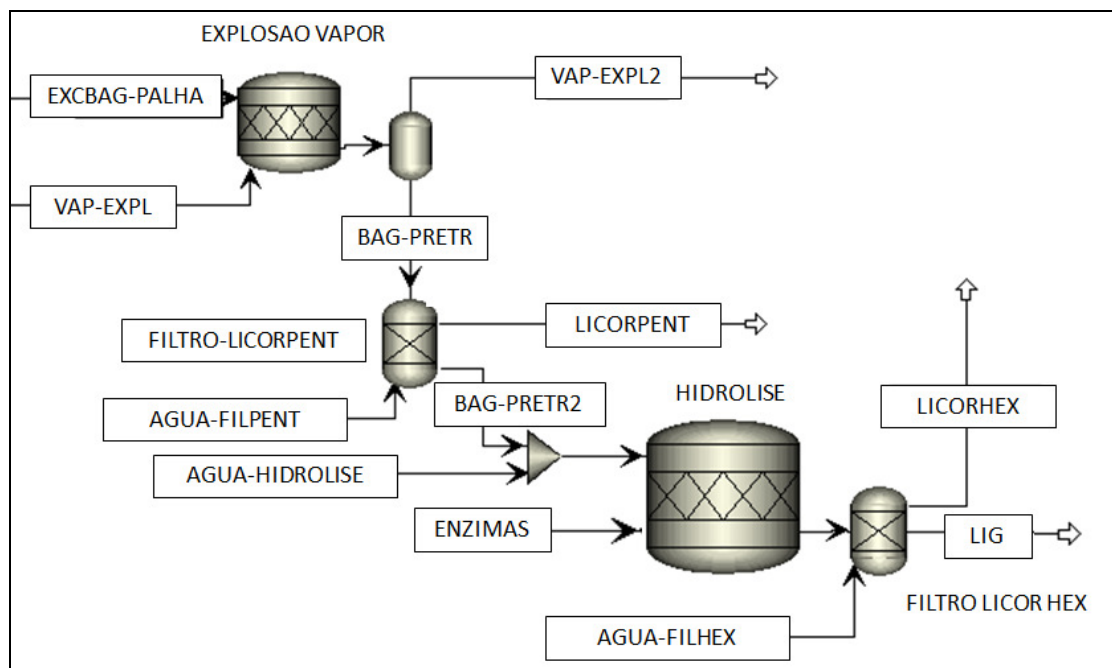 EXPLOSAO VAPOR
VAP-EXPL2
EXCBAG-PALHA
VAP-EXPL
BAG-PRETR
LICORPENT
FILTRO-LICORPENT
BAG-PRETR2
HIDROLISE
LICORHEX
AGUA-FILPENT
AGUA-HIDROLISE
ENZIMAS
LIG
FILTRO LICOR HEX
AGUA-FILHEX